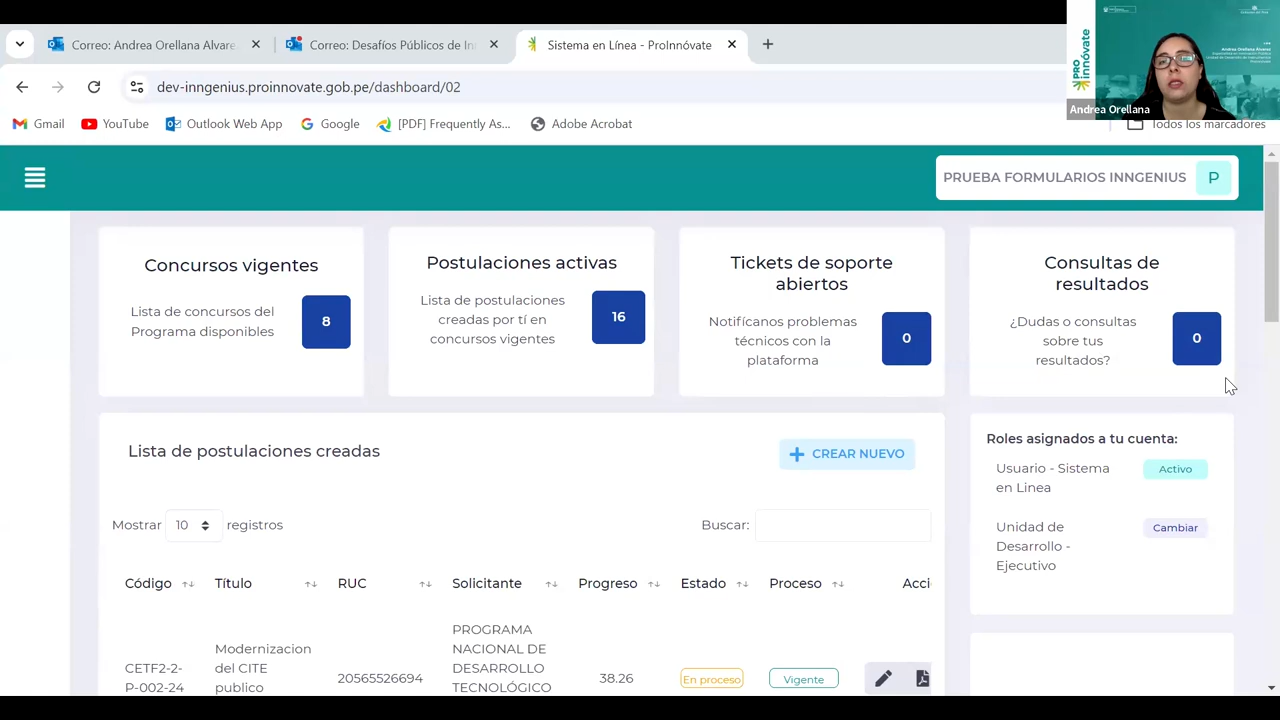 Correo: Andrea Orellana Alvare
Correo: Desafíos Públicos de In
Sistema en Línea - ProInnóvate
dev-inngenius.proinnovate.gob.pe/dashboard/02
Gmail
YouTube
Outlook Web App
Google
Adobe Acrobat
Todos los marcadores
PRO
innóvate
Andrea Orellana
PRUEBA FORMULARIOS INNGENIUS
P
Concursos vigentes
Lista de concursos del
Programa disponibles
8
Postulaciones activas
Lista de postulaciones
creadas por tí en
concursos vigentes
16
Tickets de soporte
abiertos
Notifícanos problemas
técnicos con la
plataforma
0
Consultas de
resultados
¿Dudas o consultas
sobre tus
resultados?
0
Lista de postulaciones creadas
CREAR NUEVO
Mostrar 10 registros
Buscar:
Código Título RUC Solicitante Progreso Estado Proceso Acci
CETF2-2-
P-002-24
Modernizacion
del CITE
publico
20565526694
PROGRAMA
NACIONAL DE
DESARROLLO
TECNOLÓGICO
38.26
En proceso
Vigente
Roles asignados a tu cuenta:
Usuario - Sistema
en Linea
Activo
Unidad de
Desarrollo -
Ejecutivo
Cambiar